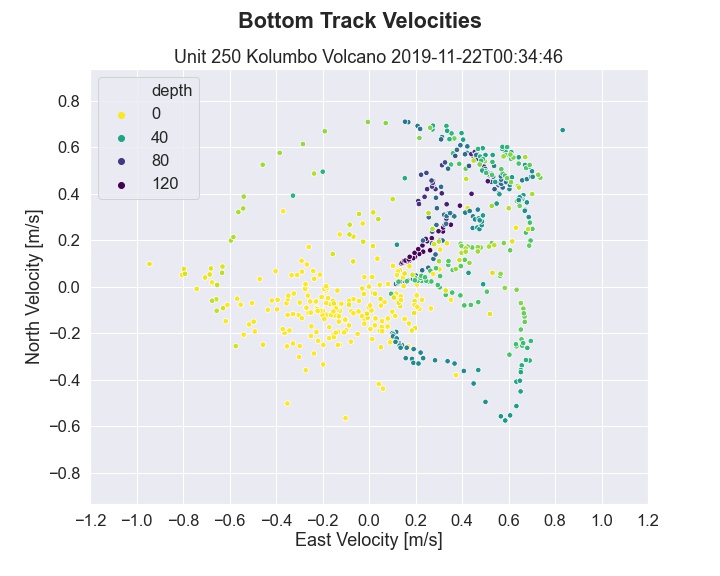 Bottom Track Velocities
Unit 250 Kolumbo Volcano 2019-11-22T00:34:46
depth
0
40
80
120
North Velocity [m/s]
0.8
0.6
0.4
0.2
0.0
−0.2
−0.4
−0.6
−0.8
−1.2 −1.0 −0.8 −0.6 −0.4 −0.2 0.0 0.2 0.4 0.6 0.8 1.0 1.2
East Velocity [m/s]